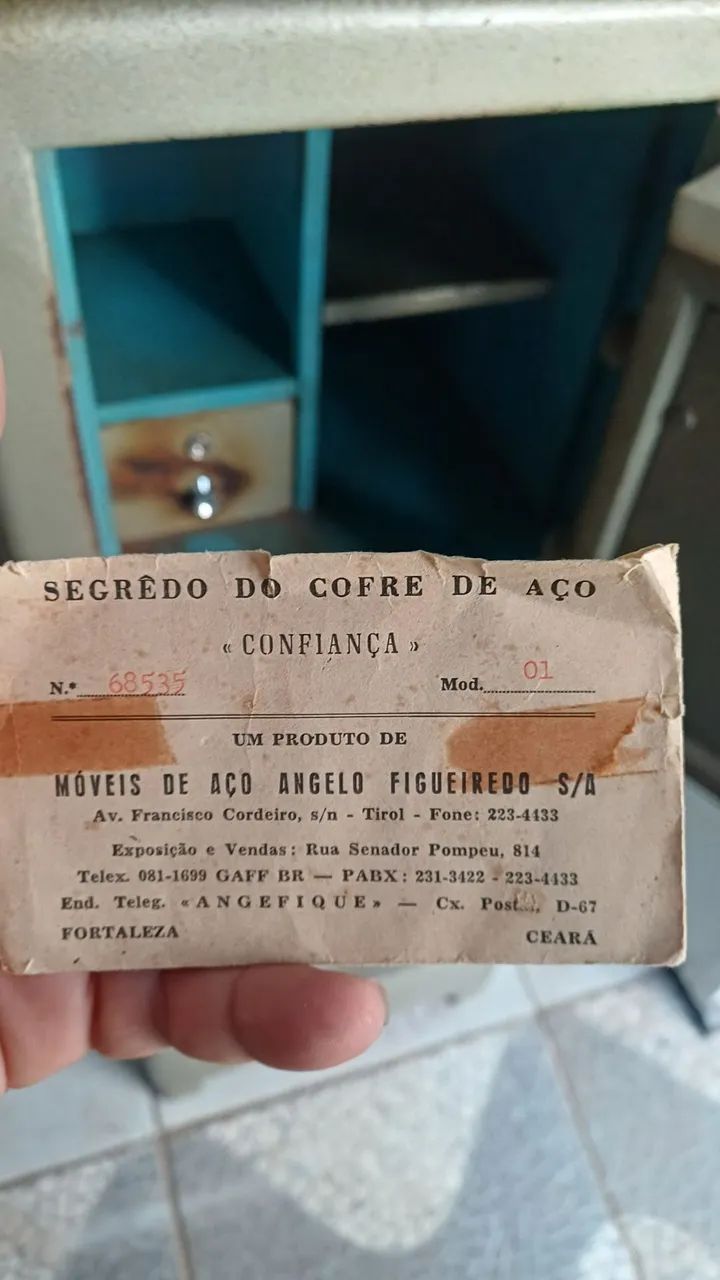 SEGRÊDO DO COFRE DE AÇO
« CONFIANÇA »
N.º 68535 Mod. 01
UM PRODUTO DE
MÓVEIS DE AÇO ANGELO FIGUEIREDO S/A
Av. Francisco Cordeiro, s/n - Tirol - Fone: 223-4433
Exposição e Vendas: Rua Senador Pompeu, 814
Telex. 081-1699 GAFF BR — PABX: 231-3422 - 223-4433
End. Teleg. «ANGEFIQUE» — Cx. Post., D-67
FORTALEZA CEARÁ